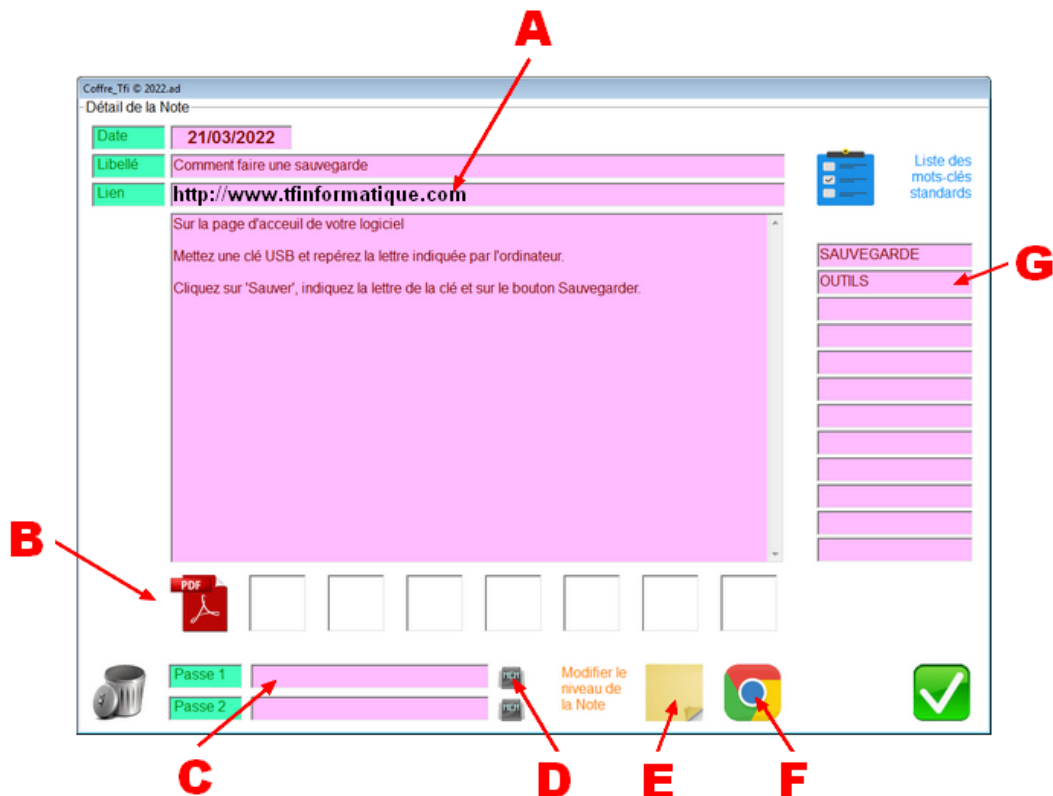 A
Coffre_Tfi © 2022.ad
Détail de la Note
Date
21/03/2022
Libellé
Comment faire une sauvegarde
Lien
http://www.tfinformatique.com
Liste des
mots-clés
standards
Sur la page d'acceuil de votre logiciel
Mettez une clé USB et repérez la lettre indiquée par l'ordinateur.
Cliquez sur 'Sauver', indiquez la lettre de la clé et sur le bouton Sauvegarder.
SAUVEGARDE
OUTILS
G
B
PDF
Passe 1
MEM
Passe 2
MEM
Modifier le
niveau de
la Note
C
D
E
F